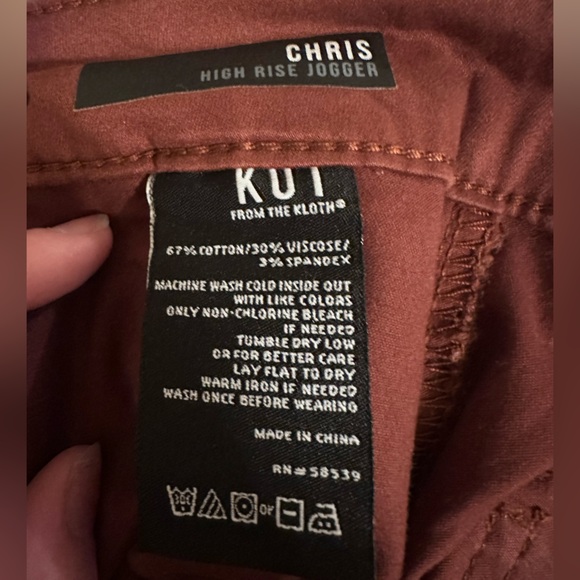 CHRIS
HIGH RISE JOGGER
KUT
FROM THE KLOTH®
67% COTTON/30% VISCOSE/
3% SPANDEX
MACHINE WASH COLD INSIDE OUT
WITH LIKE COLORS
ONLY NON-CHLORINE BLEACH
IF NEEDED
TUMBLE DRY LOW
OR FOR BETTER CARE
LAY FLAT TO DRY
WARM IRON IF NEEDED
WASH ONCE BEFORE WEARING
MADE IN CHINA
RN#58539
or